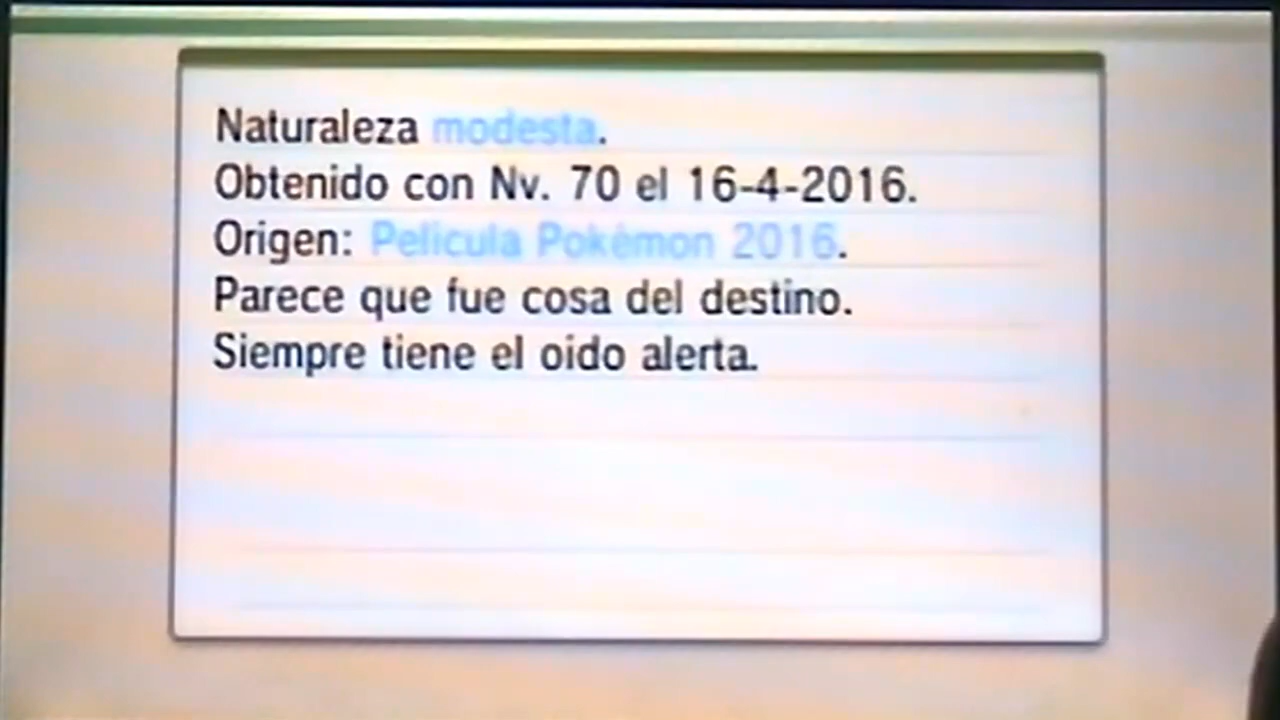 Naturaleza modesta.
Obtenido con Nv. 70 el 16-4-2016.
Origen: Película Pokémon 2016.
Parece que fue cosa del destino.
Siempre tiene el oido alerta.